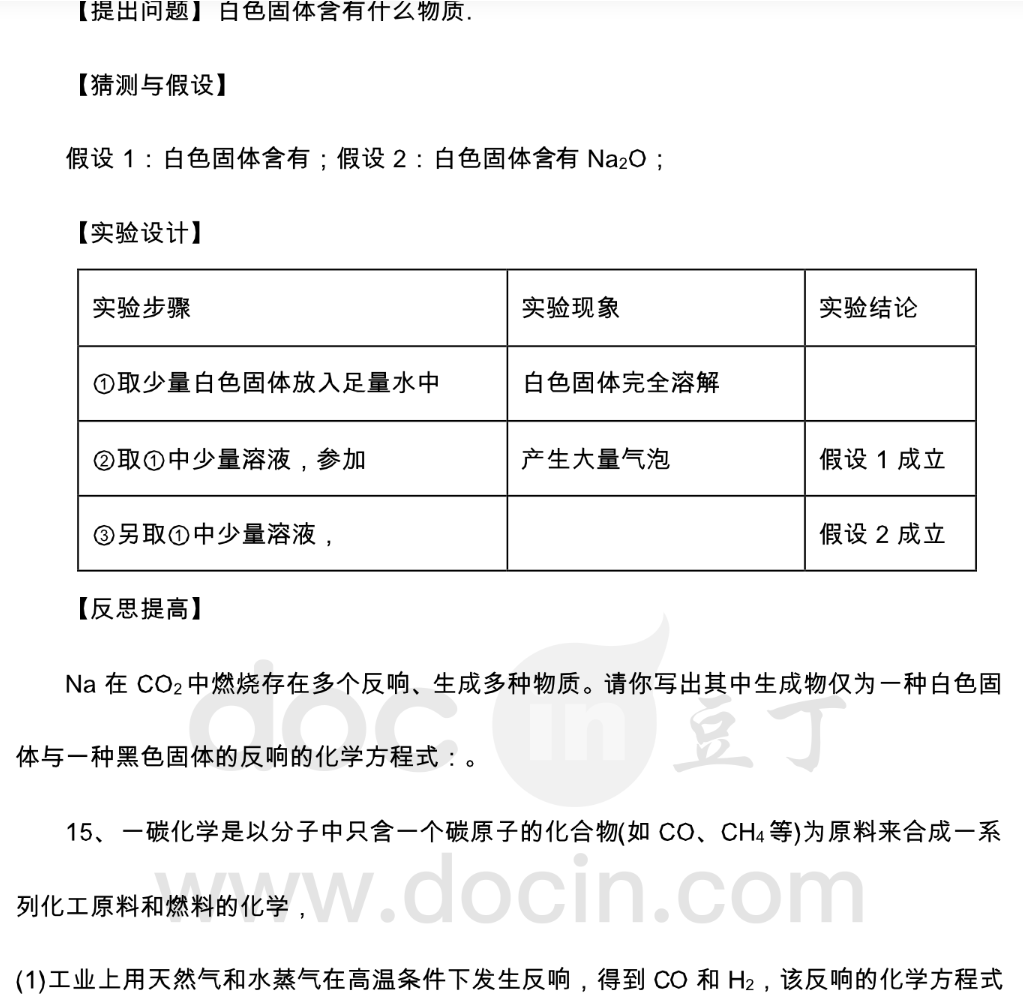 【提出问题】白色固体含有什么物质.
【猜测与假设】
假设 1：白色固体含有；假设 2：白色固体含有 Na₂O；
【实验设计】
实验步骤 实验现象 实验结论
①取少量白色固体放入足量水中 白色固体完全溶解
②取①中少量溶液，参加 产生大量气泡 假设 1 成立
③另取①中少量溶液， 假设 2 成立
【反思提高】
Na 在 CO₂中燃烧存在多个反响、生成多种物质。请你写出其中生成物仅为一种白色固
体与一种黑色固体的反响的化学方程式：。
15、 一碳化学是以分子中只含一个碳原子的化合物(如 CO、CH₄等)为原料来合成一系
列化工原料和燃料的化学，
(1)工业上用天然气和水蒸气在高温条件下发生反响，得到 CO 和 H₂，该反响的化学方程式
doc in 豆丁
www.docin.com